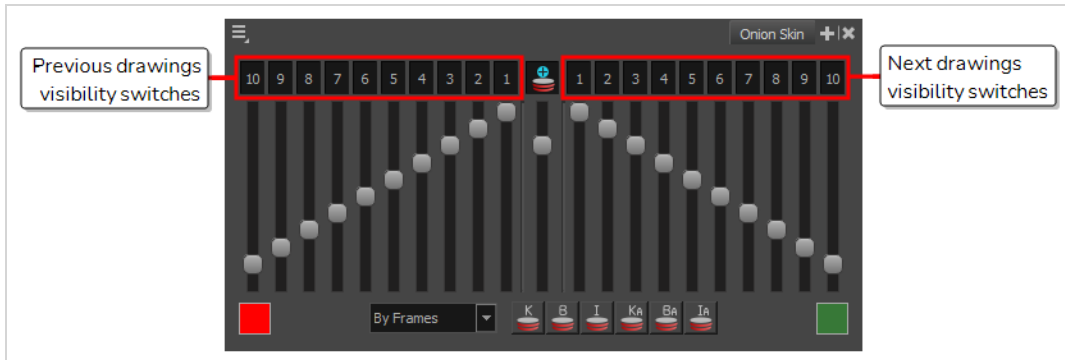 Onion Skin
Previous drawings
visibility switches
10 9 8 7 6 5 4 3 2 1
1 2 3 4 5 6 7 8 9 10
Next drawings
visibility switches
By Frames
K B I KA BA IA